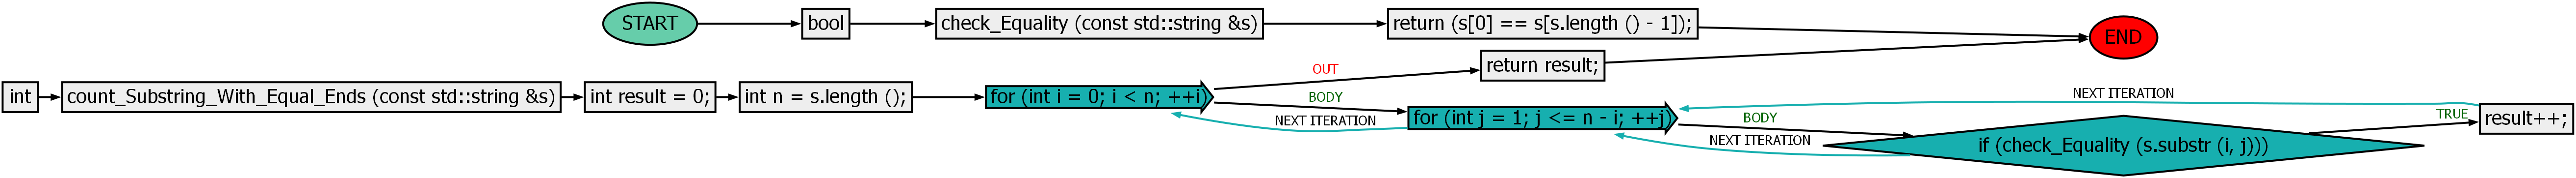 START
bool
check_Equality (const std::string &s)
return (s[0] == s[s.length () - 1]);
END
int
count_Substring_With_Equal_Ends (const std::string &s)
int result = 0;
int n = s.length ();
for (int i = 0; i < n; ++i)
OUT
return result;
BODY
NEXT ITERATION
for (int j = 1; j <= n - i; ++j)
NEXT ITERATION
BODY
NEXT ITERATION
if (check_Equality (s.substr (i, j)))
TRUE
result++;